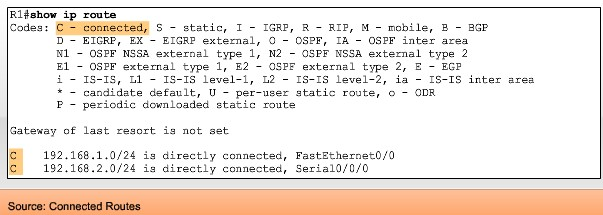 R1#show ip route
Codes: C - connected, S - static, I - IGRP, R - RIP, M - mobile, B - BGP
D - EIGRP, EX - EIGRP external, O - OSPF, IA - OSPF inter area
N1 - OSPF NSSA external type 1, N2 - OSPF NSSA external type 2
E1 - OSPF external type 1, E2 - OSPF external type 2, E - EGP
i - IS-IS, L1 - IS-IS level-1, L2 - IS-IS level-2, ia - IS-IS inter area
* - candidate default, U - per-user static route, o - ODR
P - periodic downloaded static route
Gateway of last resort is not set
C 192.168.1.0/24 is directly connected, FastEthernet0/0
C 192.168.2.0/24 is directly connected, Serial0/0/0
Source: Connected Routes